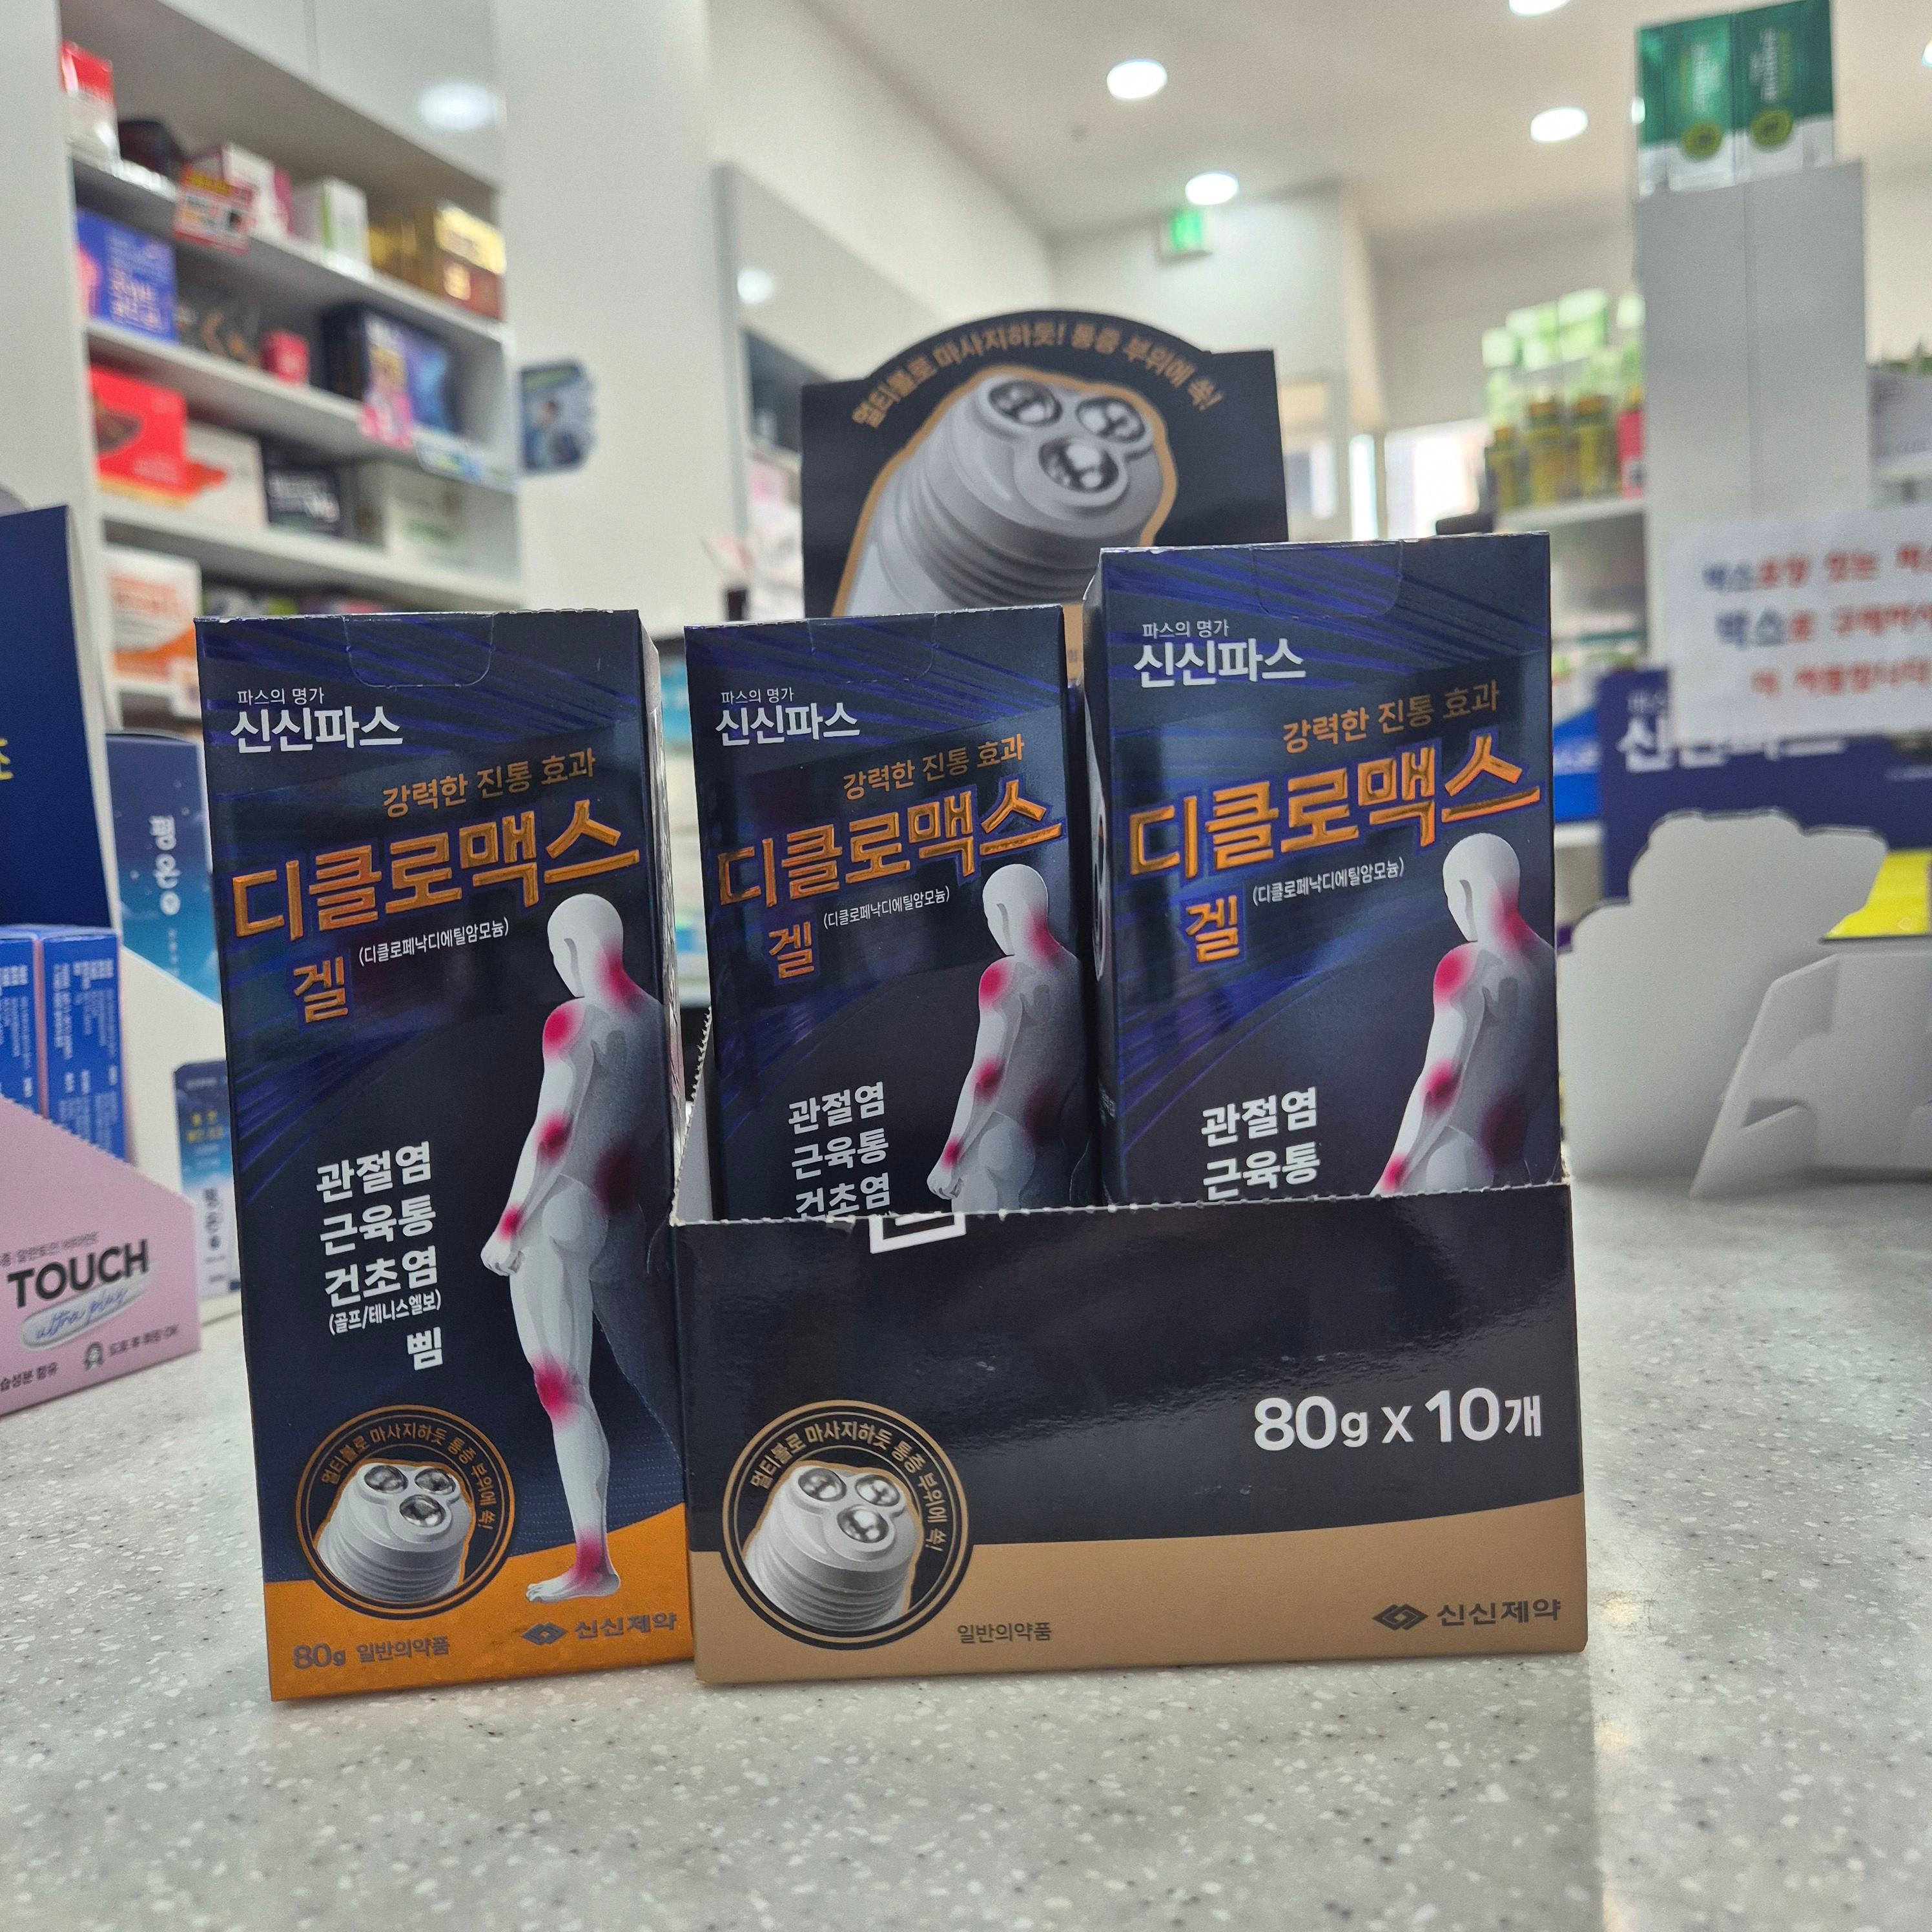 멀티볼로 마사지하듯! 통증 부위에 쏙!
파스의 명가
신신파스
강력한 진통 효과
디클로맥스
겔
(디클로페낙디에틸암모늄)
관절염
근육통
건초염
(골프/테니스엘보)
삠
멀티볼로 마사지하듯 통증 부위에 쏙!
80g 일반의약품
신신제약
파스의 명가
신신파스
강력한 진통 효과
디클로맥스
겔
(디클로페낙디에틸암모늄)
관절염
근육통
건초염
파스의 명가
신신파스
강력한 진통 효과
디클로맥스
겔
(디클로페낙디에틸암모늄)
관절염
근육통
80g X 10개
멀티볼로 마사지하듯 통증 부위에 쏙!
일반의약품
신신제약
TOUCH
ultra plus